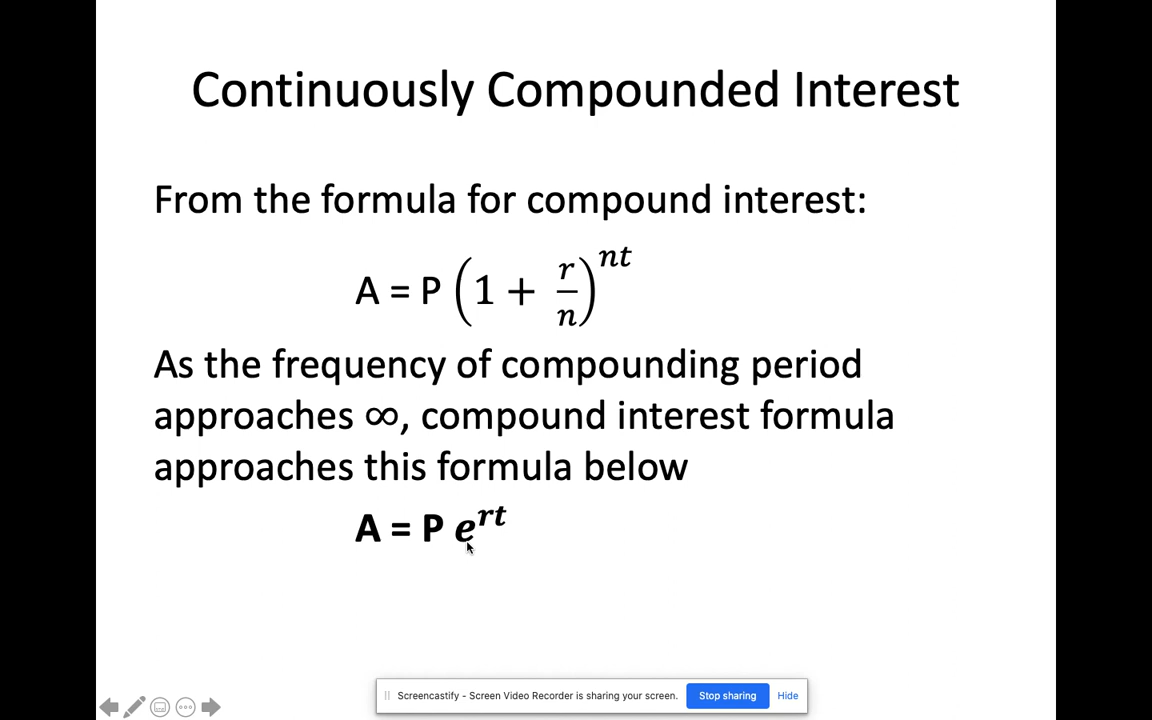 Continuously Compounded Interest
From the formula for compound interest:
A = P (1 + r/n)^nt
As the frequency of compounding period
approaches ∞, compound interest formula
approaches this formula below
A = P e^rt
Screencastify - Screen Video Recorder is sharing your screen. Stop sharing Hide